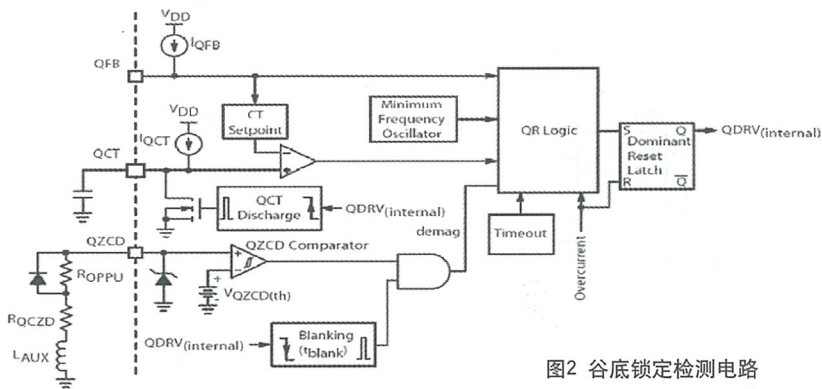 VDD
IQFB
QFB
CT
Setpoint
Minimum
Frequency
Oscillator
QR Logic
VDD
IQCT
QCT
S Q
Dominant
Reset
Latch
R Q
QDRV(internal)
QCT
Discharge
QDRV(internal)
demag
Timeout
Overcurrent
QZCD
QZCD Comparator
ROPPU
VQZCD(th)
RQCZD
LAUX
QDRV(internal)
Blanking
(tblank)
图2 谷底锁定检测电路